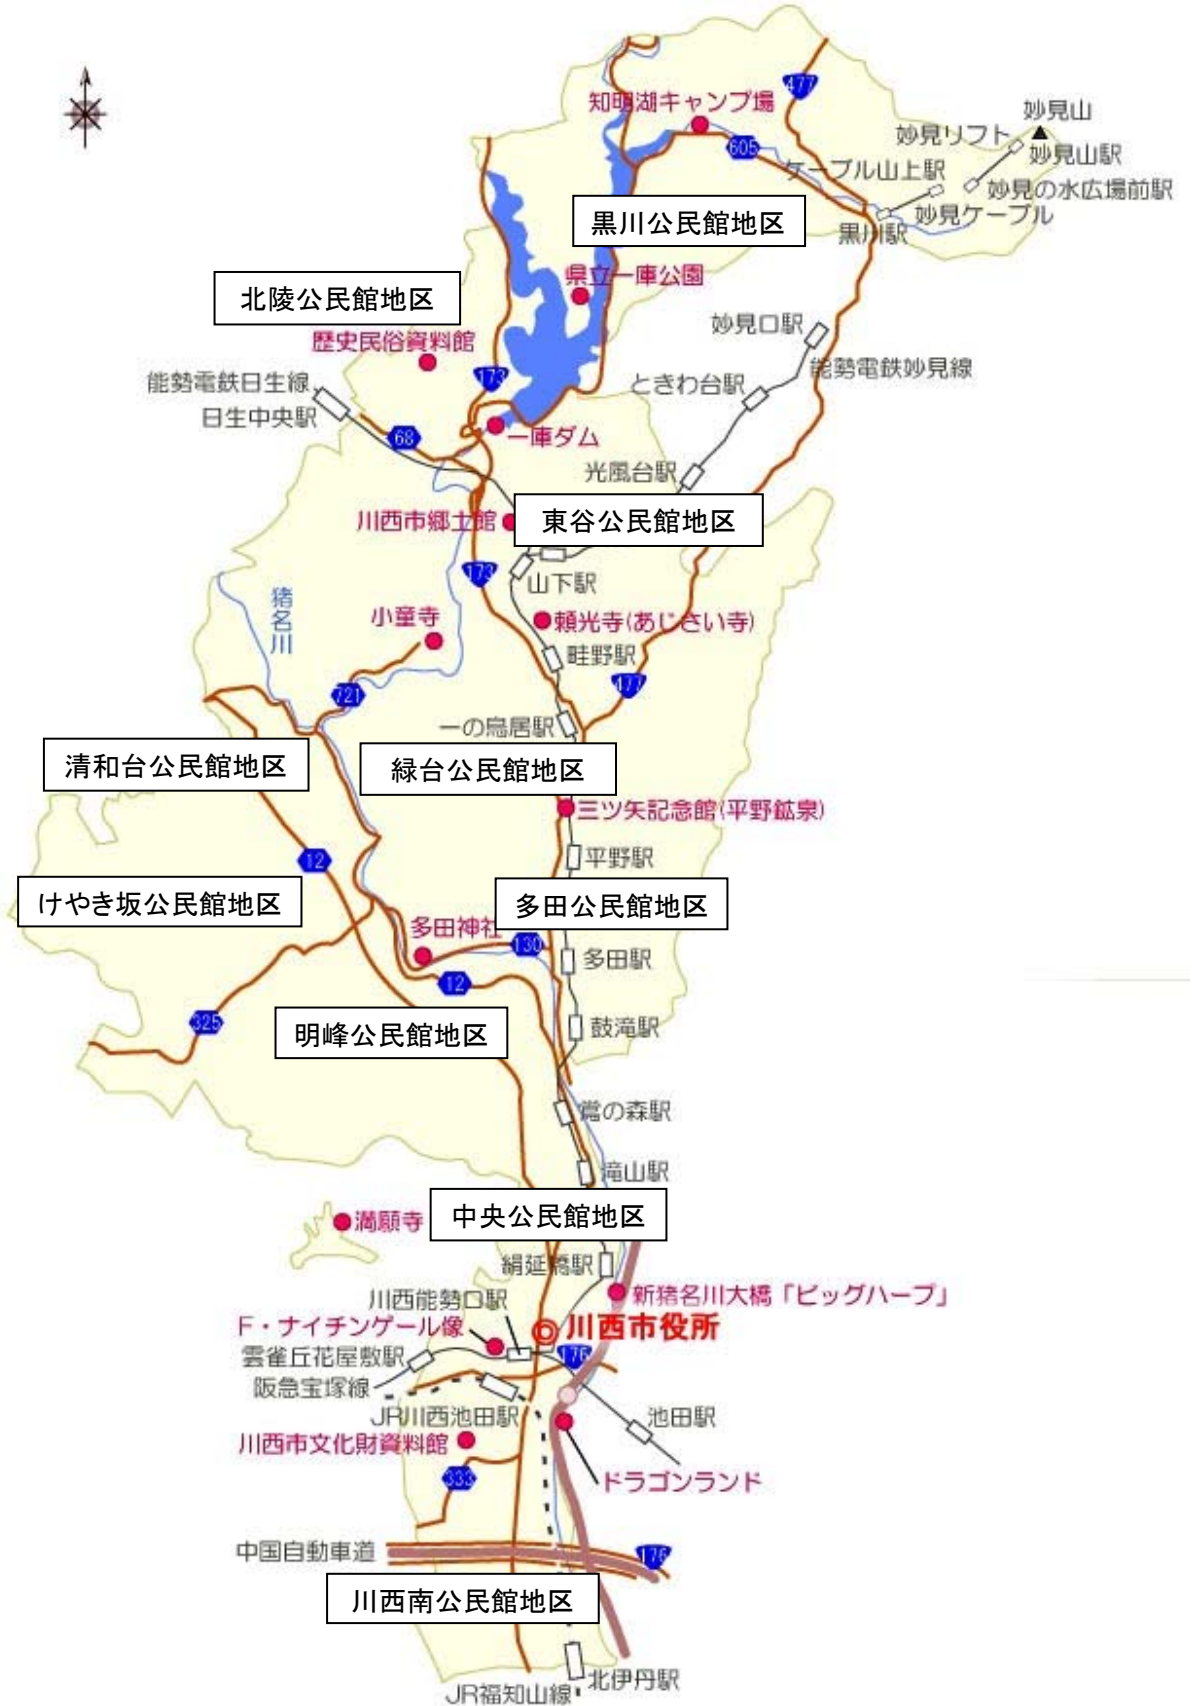 477
知明湖キャンプ場
妙見山
妙見リフト
605
妙見山駅
ケーブル山上駅
妙見の水広場前駅
妙見ケーブル
黒川公民館地区
黒川駅
県立一庫公園
北陵公民館地区
妙見口駅
歴史民俗資料館
能勢電鉄妙見線
173
能勢電鉄日生線
ときわ台駅
日生中央駅
68
一庫ダム
光風台駅
川西市郷土館
東谷公民館地区
173
山下駅
猪名川
小童寺
頼光寺(あじさい寺)
畦野駅
477
721
一の鳥居駅
清和台公民館地区
緑台公民館地区
三ツ矢記念館(平野鉱泉)
12
平野駅
けやき坂公民館地区
多田公民館地区
多田神社
130
多田駅
12
325
明峰公民館地区
鼓滝駅
鴬の森駅
滝山駅
中央公民館地区
満願寺
絹延橋駅
新猪名川大橋「ビッグハープ」
川西能勢口駅
F・ナイチンゲール像
川西市役所
雲雀丘花屋敷駅
176
阪急宝塚線
JR川西池田駅
池田駅
川西市文化財資料館
333
ドラゴンランド
中国自動車道
176
川西南公民館地区
北伊丹駅
JR福知山線